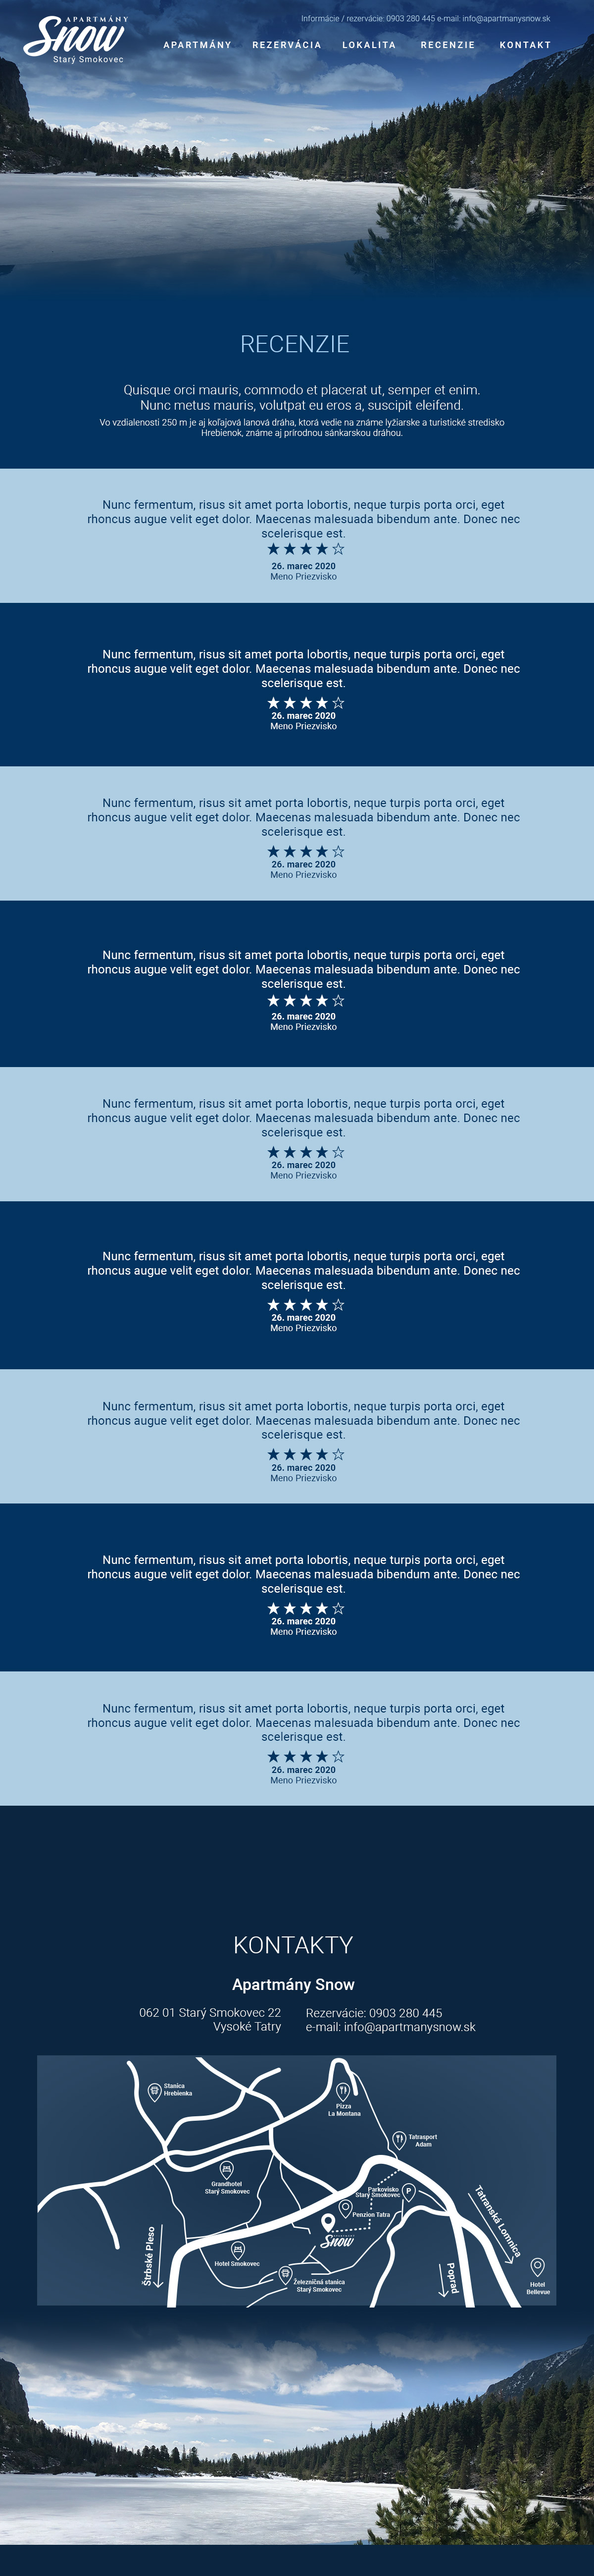 APARTMÁNY
Snow
Starý Smokovec
Informácie / rezervácie: 0903 280 445 e-mail: info@apartmanysnow.sk
APARTMÁNY REZERVÁCIA LOKALITA RECENZIE KONTAKT
RECENZIE
Quisque orci mauris, commodo et placerat ut, semper et enim.
Nunc metus mauris, volutpat eu eros a, suscipit eleifend.
Vo vzdialenosti 250 m je aj koľajová lanová dráha, ktorá vedie na známe lyžiarske a turistické stredisko
Hrebienok, známe aj prírodnou sánkarskou dráhou.
Nunc fermentum, risus sit amet porta lobortis, neque turpis porta orci, eget
rhoncus augue velit eget dolor. Maecenas malesuada bibendum ante. Donec nec
scelerisque est.
26. marec 2020
Meno Priezvisko
Nunc fermentum, risus sit amet porta lobortis, neque turpis porta orci, eget
rhoncus augue velit eget dolor. Maecenas malesuada bibendum ante. Donec nec
scelerisque est.
26. marec 2020
Meno Priezvisko
Nunc fermentum, risus sit amet porta lobortis, neque turpis porta orci, eget
rhoncus augue velit eget dolor. Maecenas malesuada bibendum ante. Donec nec
scelerisque est.
26. marec 2020
Meno Priezvisko
Nunc fermentum, risus sit amet porta lobortis, neque turpis porta orci, eget
rhoncus augue velit eget dolor. Maecenas malesuada bibendum ante. Donec nec
scelerisque est.
26. marec 2020
Meno Priezvisko
Nunc fermentum, risus sit amet porta lobortis, neque turpis porta orci, eget
rhoncus augue velit eget dolor. Maecenas malesuada bibendum ante. Donec nec
scelerisque est.
26. marec 2020
Meno Priezvisko
Nunc fermentum, risus sit amet porta lobortis, neque turpis porta orci, eget
rhoncus augue velit eget dolor. Maecenas malesuada bibendum ante. Donec nec
scelerisque est.
26. marec 2020
Meno Priezvisko
Nunc fermentum, risus sit amet porta lobortis, neque turpis porta orci, eget
rhoncus augue velit eget dolor. Maecenas malesuada bibendum ante. Donec nec
scelerisque est.
26. marec 2020
Meno Priezvisko
Nunc fermentum, risus sit amet porta lobortis, neque turpis porta orci, eget
rhoncus augue velit eget dolor. Maecenas malesuada bibendum ante. Donec nec
scelerisque est.
26. marec 2020
Meno Priezvisko
Nunc fermentum, risus sit amet porta lobortis, neque turpis porta orci, eget
rhoncus augue velit eget dolor. Maecenas malesuada bibendum ante. Donec nec
scelerisque est.
26. marec 2020
Meno Priezvisko
KONTAKTY
Apartmány Snow
062 01 Starý Smokovec 22
Vysoké Tatry
Rezervácie: 0903 280 445
e-mail: info@apartmanysnow.sk
Stanica
Hrebienka
Pizza
La Montana
Tatrasport
Adam
Grandhotel
Starý Smokovec
Parkovisko
Starý Smokovec
P
Penzion Tatra
Snow
Hotel Smokovec
Železničná stanica
Starý Smokovec
Štrbské Pleso
Poprad
Tatranská Lomnica
Hotel
Bellevue